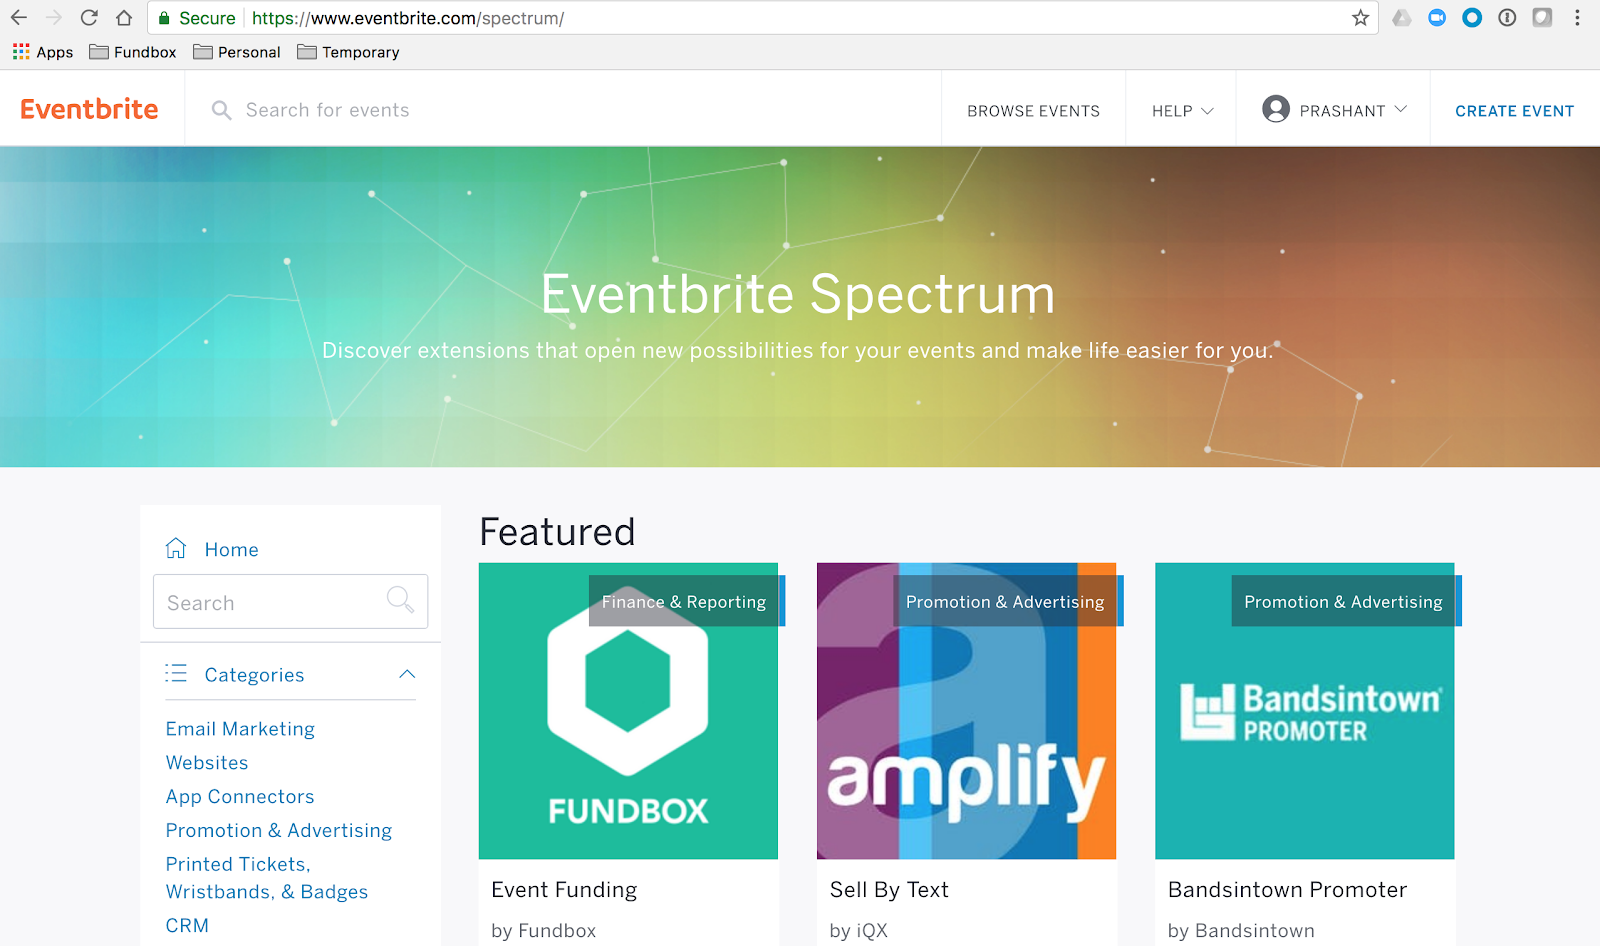 Secure https://www.eventbrite.com/spectrum/
Apps Fundbox Personal Temporary
Eventbrite Search for events BROWSE EVENTS HELP PRASHANT CREATE EVENT
Eventbrite Spectrum
Discover extensions that open new possibilities for your events and make life easier for you.
Home
Search
Categories
Email Marketing
Websites
App Connectors
Promotion & Advertising
Printed Tickets,
Wristbands, & Badges
CRM
Featured
Finance & Reporting
FUNDBOX
Event Funding
by Fundbox
Promotion & Advertising
a
amplify
Sell By Text
by iQX
Promotion & Advertising
Bandsintown
PROMOTER
Bandsintown Promoter
by Bandsintown